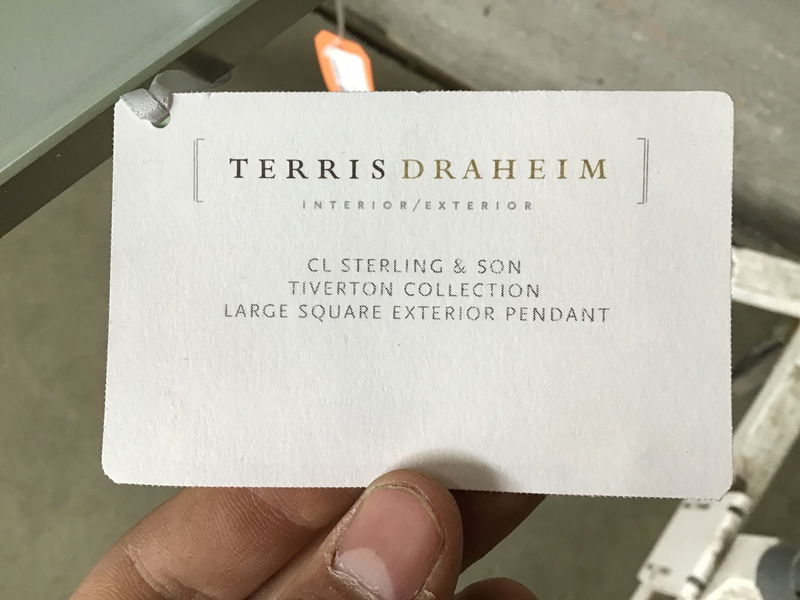 TERRIS DRAHEIM
INTERIOR/EXTERIOR
CL STERLING & SON
TIVERTON COLLECTION
LARGE SQUARE EXTERIOR PENDANT